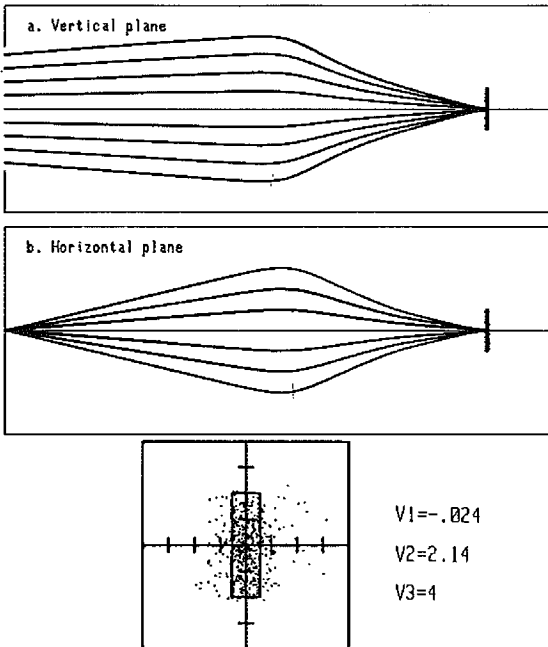 a. Vertical plane
b. Horizontal plane
V1=-.024
V2=2.14
V3=4